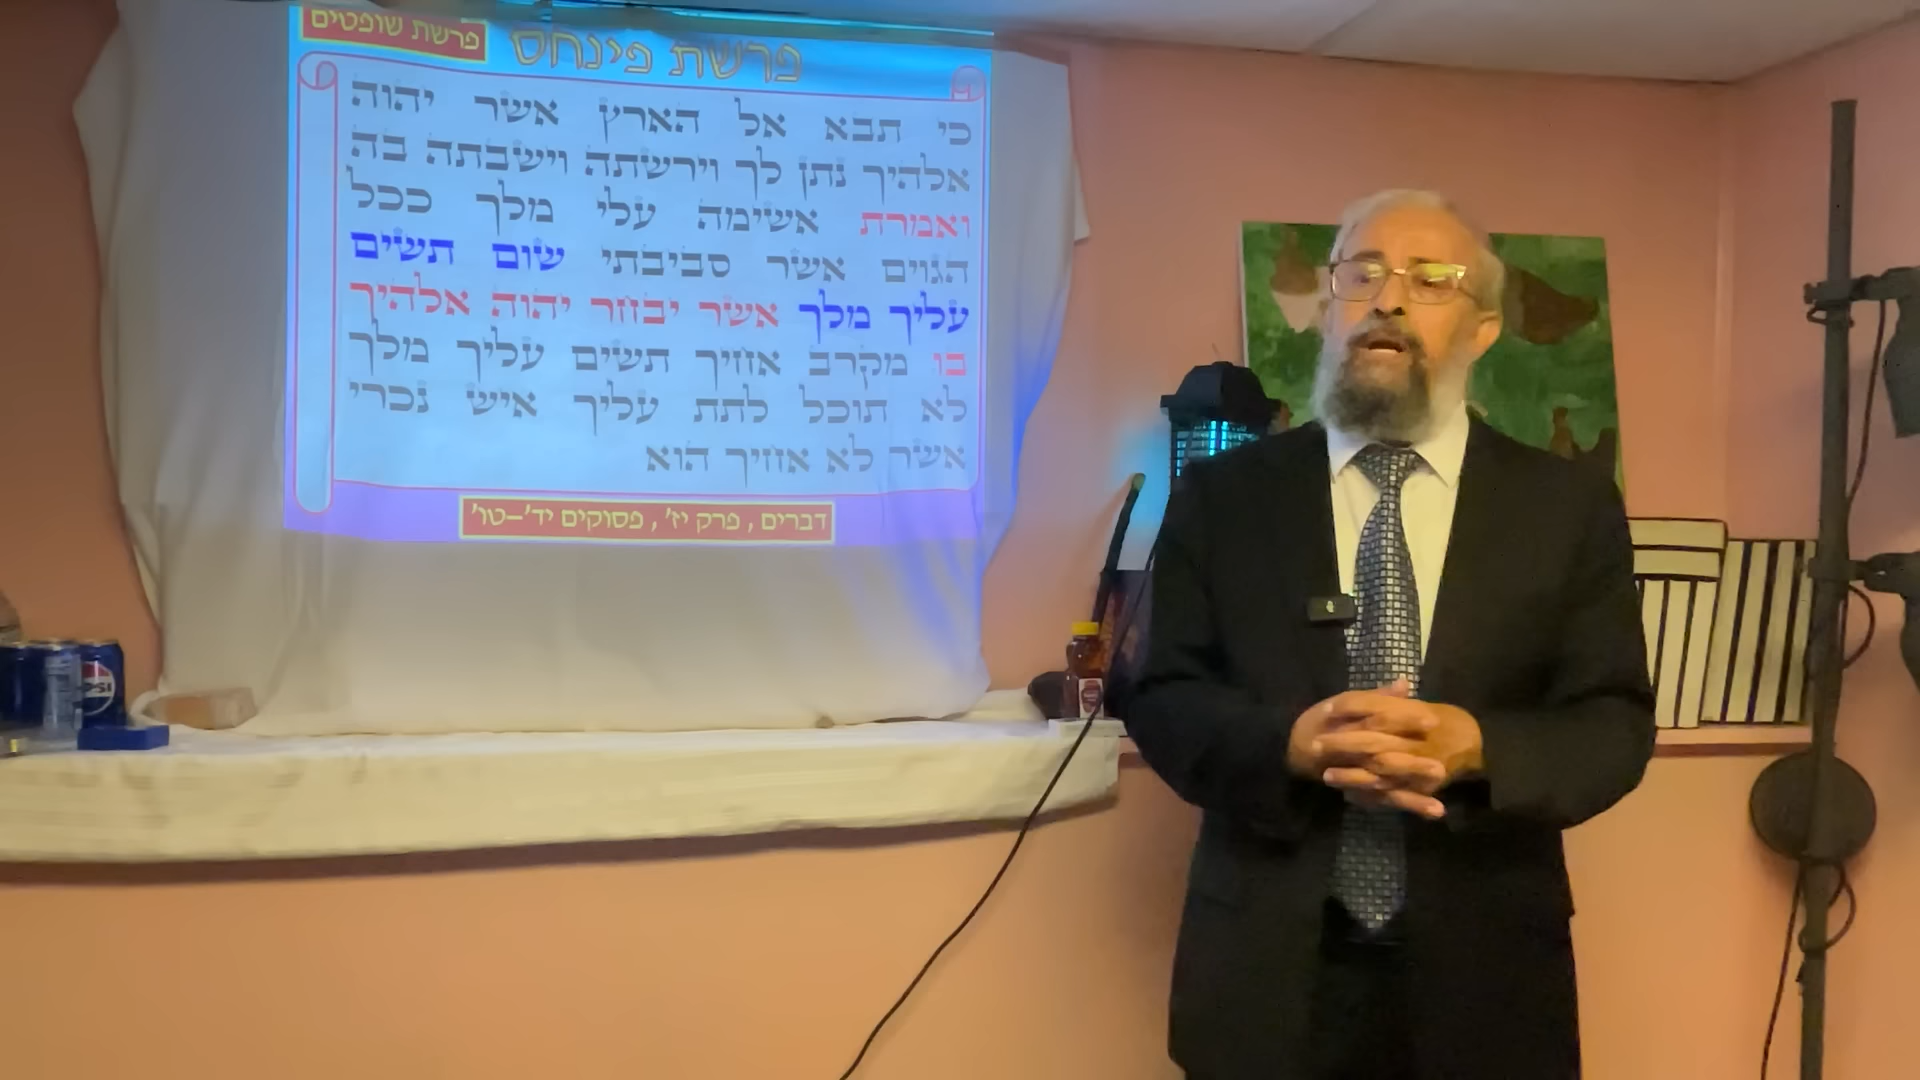 פרשת פינחס
פרשת שופטים
כי תבא אל הארץ אשר יהוה
אלהיך נתן לך וירשתה וישבתה בה
ואמרת אשימה עלי מלך ככל
הגוים אשר סביבתי שום תשים
עליך מלך אשר יבחר יהוה אלהיך
בו מקרב אחיך תשים עליך מלך
לא תוכל לתת עליך איש נכרי
אשר לא אחיך הוא
דברים, פרק יז', פסוקים יד'–טו'
PSI